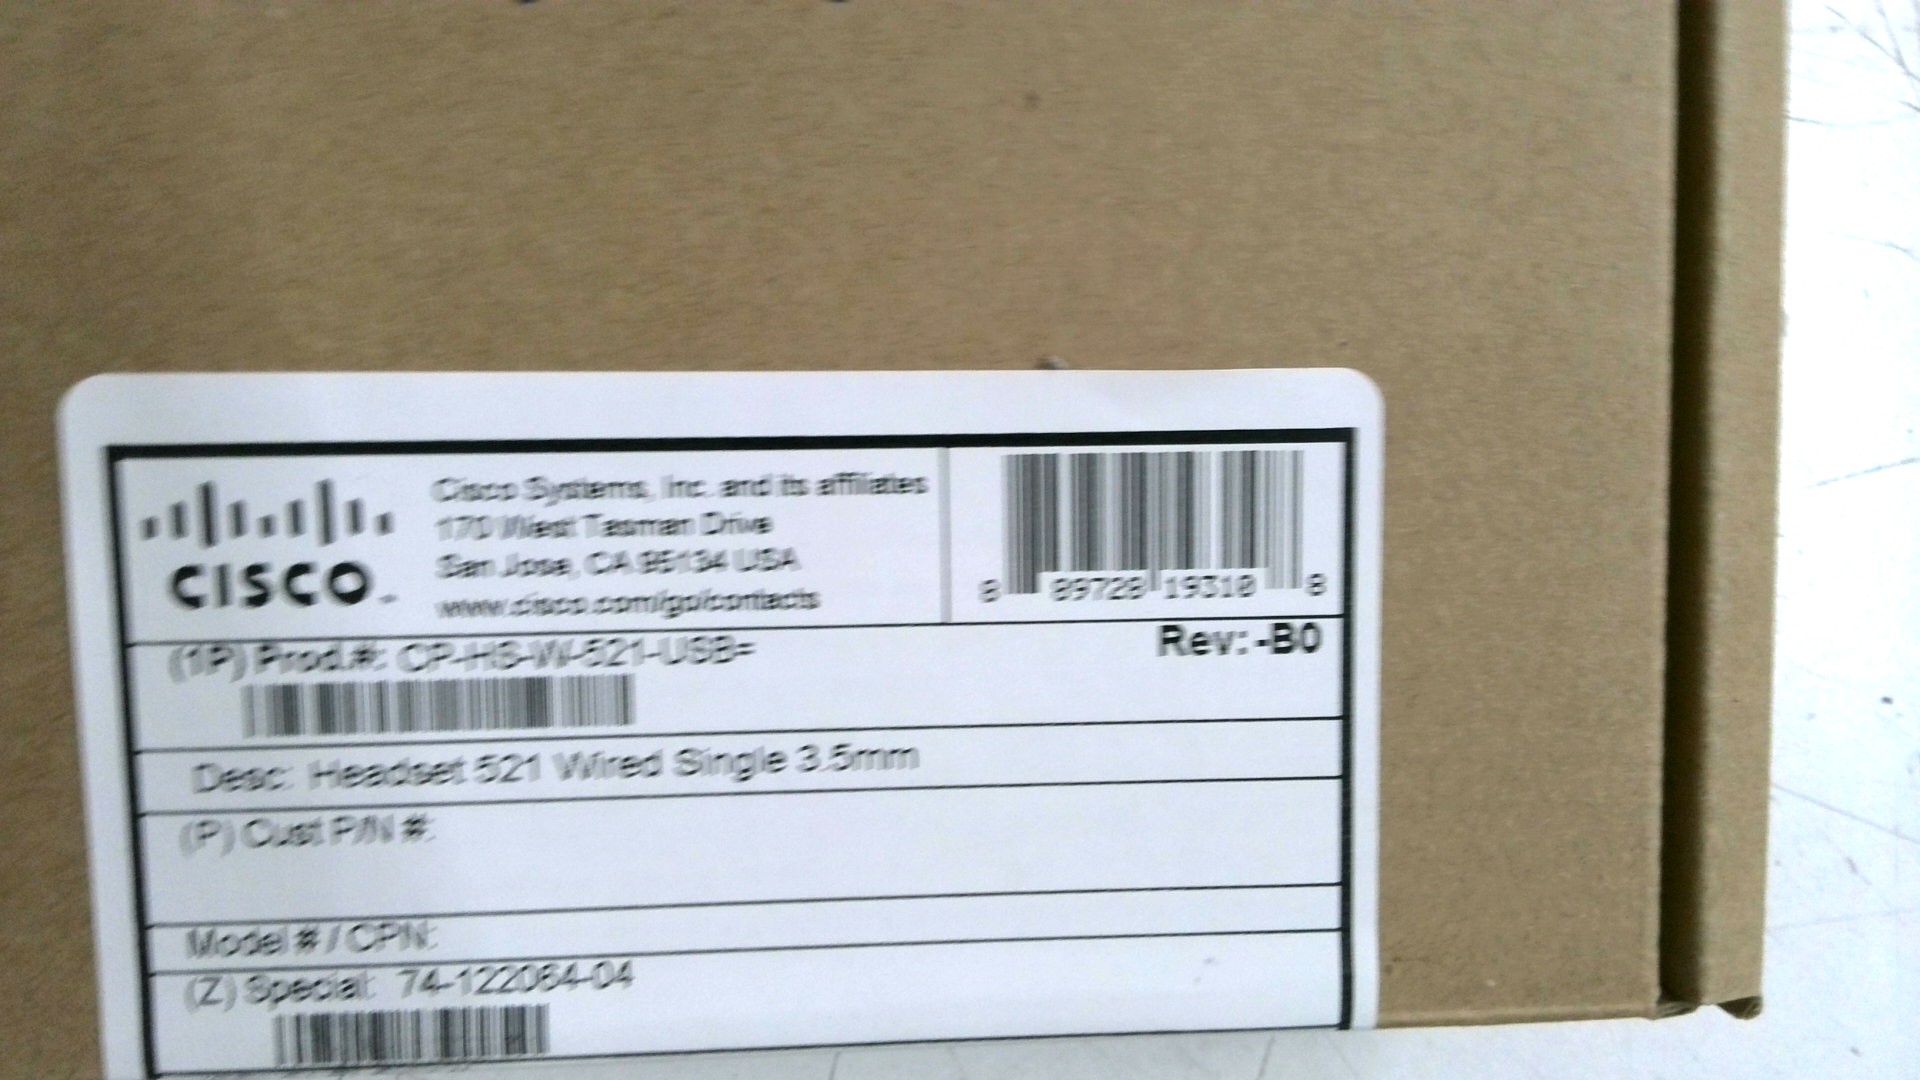 CISCO
Cisco Systems, Inc. and its affiliates
170 West Tasman Drive
San Jose, CA 95134 USA
www.cisco.com/go/contacts
8 89728 19310 8
(1P) Prod.#: CP-HS-W-521-USB=
Rev: -B0
Desc: Headset 521 Wired Single 3.5mm
(P) Cust P/N #:
Model # / CPN:
(Z) Special: 74-122064-04